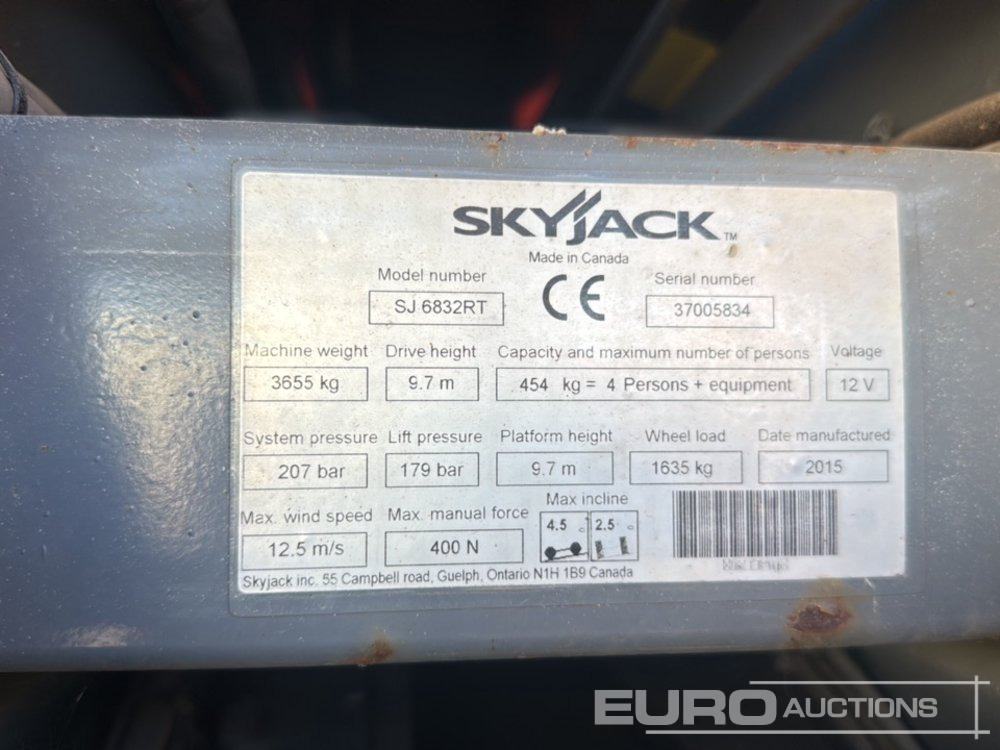 SKYJACK™
Made in Canada
Model number
SJ 6832RT
CE
Serial number
37005834
Machine weight Drive height Capacity and maximum number of persons Voltage
3655 kg 9.7 m 454 kg = 4 Persons + equipment 12 V
System pressure Lift pressure Platform height Wheel load Date manufactured
207 bar 179 bar 9.7 m 1635 kg 2015
Max. wind speed Max. manual force Max incline
12.5 m/s 400 N 4.5 2.5
Skyjack inc. 55 Campbell road, Guelph, Ontario N1H 1B9 Canada
EURO AUCTIONS